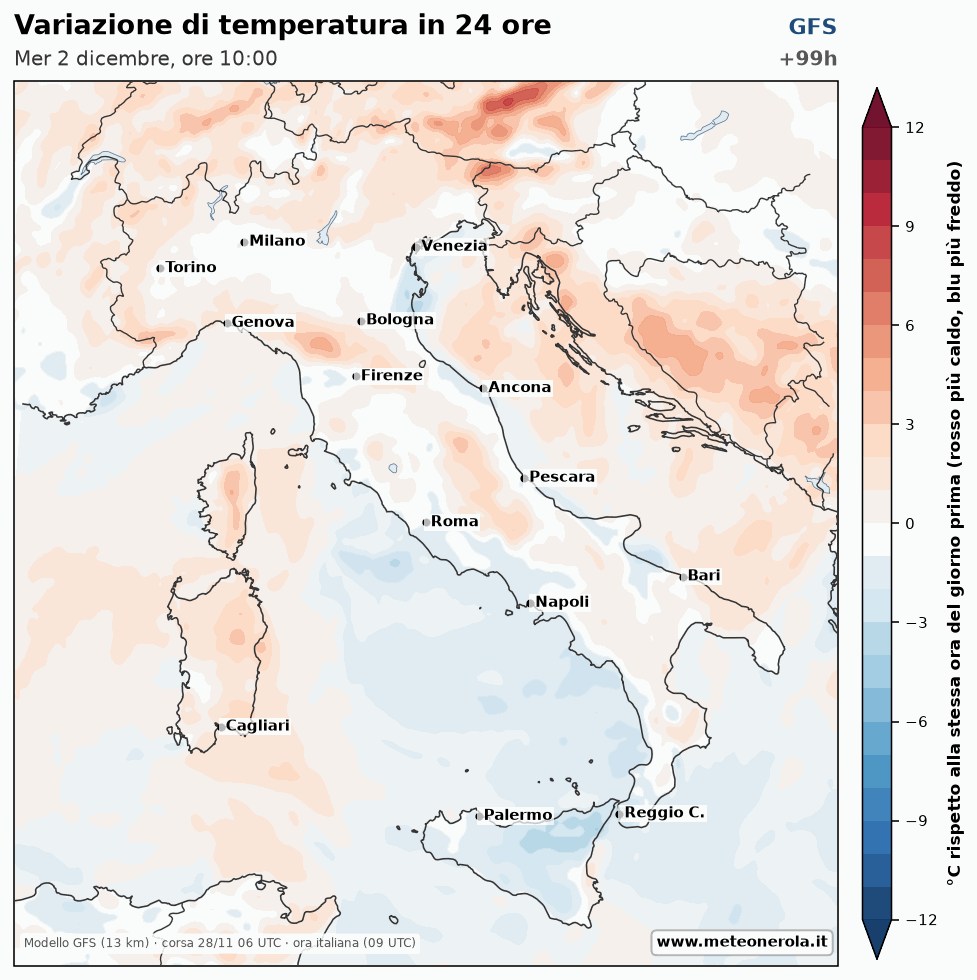 Variazione di temperatura in 24 ore
GFS
Mer 2 dicembre, ore 10:00
+99h
Milano
Venezia
Torino
Genova
Bologna
Firenze
Ancona
Pescara
Roma
Bari
Napoli
Cagliari
Palermo
Reggio C.
12
9
6
3
0
−3
−6
−9
−12
°C rispetto alla stessa ora del giorno prima (rosso più caldo, blu più freddo)
Modello GFS (13 km) · corsa 28/11 06 UTC · ora italiana (09 UTC)
www.meteonerola.it